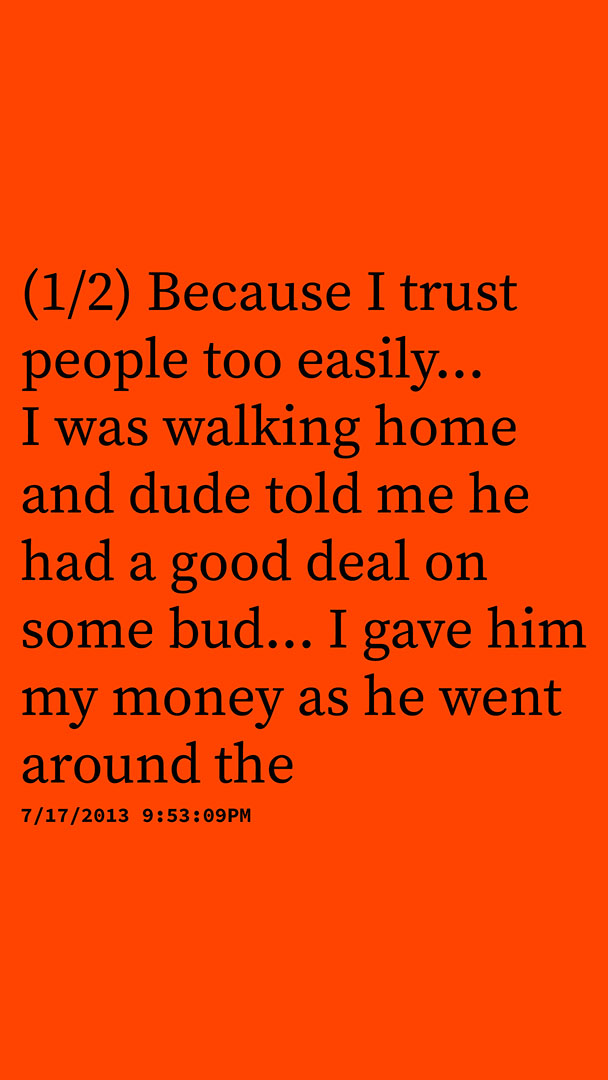 (1/2) Because I trust
people too easily...
I was walking home
and dude told me he
had a good deal on
some bud... I gave him
my money as he went
around the
7/17/2013 9:53:09PM